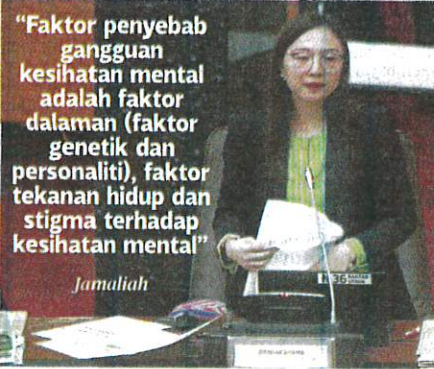 “Faktor penyebab
gangguan
kesihatan mental
adalah faktor
dalaman (faktor
genetik dan
personaliti), faktor
tekanan hidup dan
stigma terhadap
kesihatan mental”
Jamaliah
N36